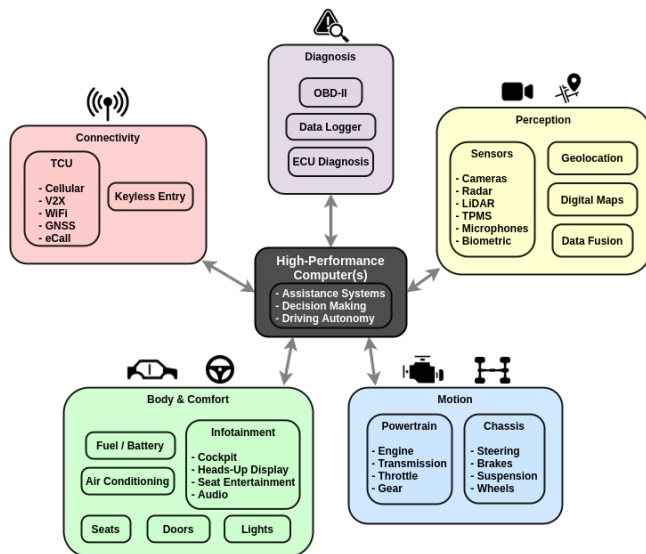 Diagnosis
OBD-II
Data Logger
ECU Diagnosis
Connectivity
TCU
- Cellular
- V2X
- WiFi
- GNSS
- eCall
Keyless Entry
Perception
Sensors
- Cameras
- Radar
- LiDAR
- TPMS
- Microphones
- Biometric
Geolocation
Digital Maps
Data Fusion
High-Performance
Computer(s)
- Assistance Systems
- Decision Making
- Driving Autonomy
Body & Comfort
Fuel / Battery
Air Conditioning
Infotainment
- Cockpit
- Heads-Up Display
- Seat Entertainment
- Audio
Seats
Doors
Lights
Motion
Powertrain
- Engine
- Transmission
- Throttle
- Gear
Chassis
- Steering
- Brakes
- Suspension
- Wheels